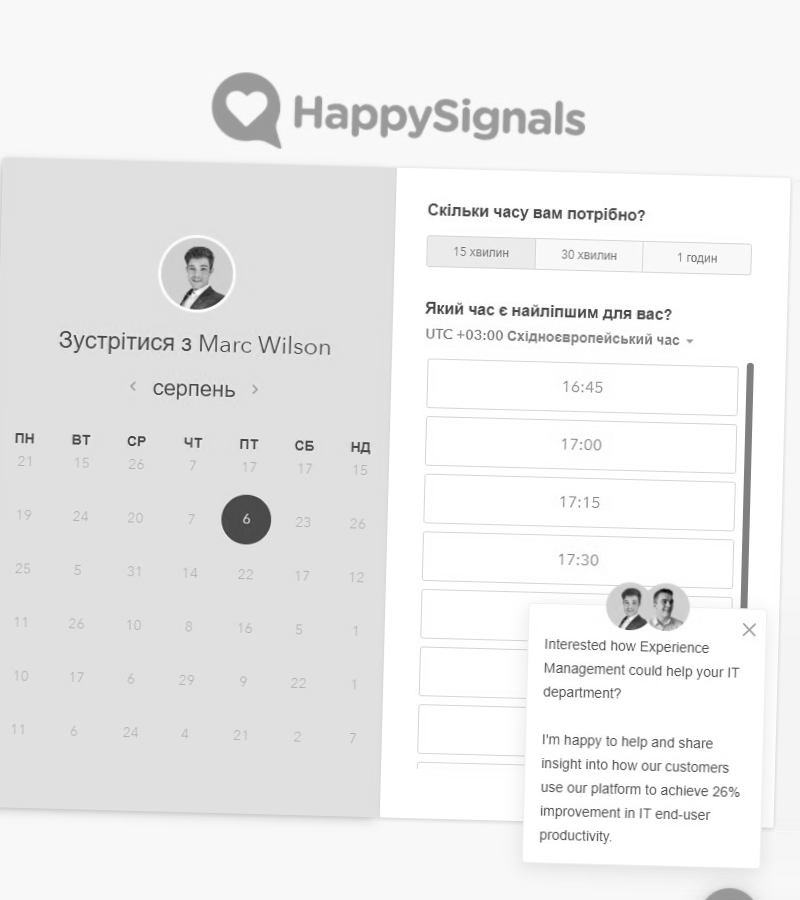 HappySignals
Зустрітися з Marc Wilson
серпень
ПН ВТ СР ЧТ ПТ СБ НД
21 15 26 7 17 17 15
19 24 20 7 6 23 26
25 5 31 14 22 17 12
11 26 10 8 16 5 1
10 17 6 29 9 22 1
11 6 24 4 21 2 7
Скільки часу вам потрібно?
15 хвилин 30 хвилин 1 годин
Який час є найліпшим для вас?
UTC +03:00 Східноєвропейський час
16:45
17:00
17:15
17:30
Interested how Experience
Management could help your IT
department?
I'm happy to help and share
insight into how our customers
use our platform to achieve 26%
improvement in IT end-user
productivity.